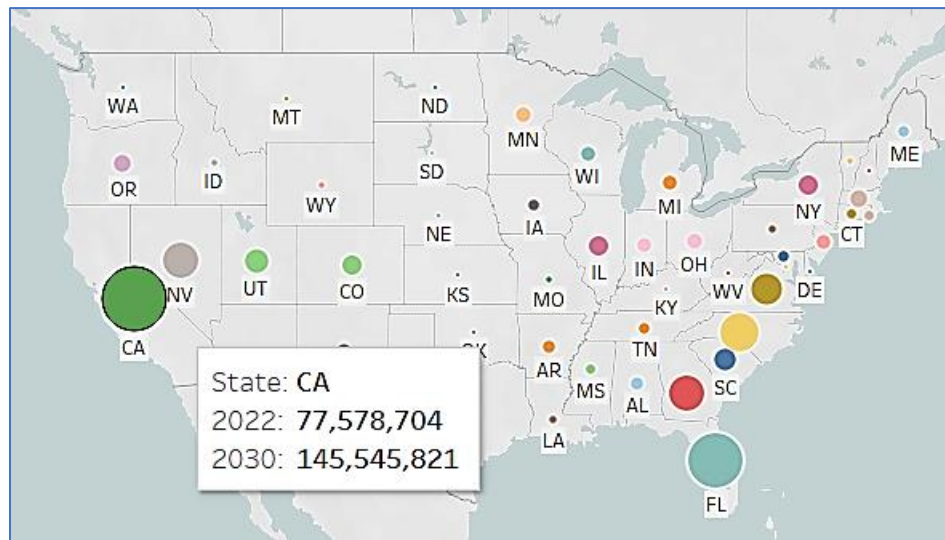 WA
MT
ND
MN
ME
OR
ID
SD
WI
MI
NY
WY
IA
CT
NE
IL
IN
OH
NV
UT
CO
KS
MO
KY
WV
DE
CA
AR
TN
SC
MS
AL
LA
FL
State: CA
2022: 77,578,704
2030: 145,545,821